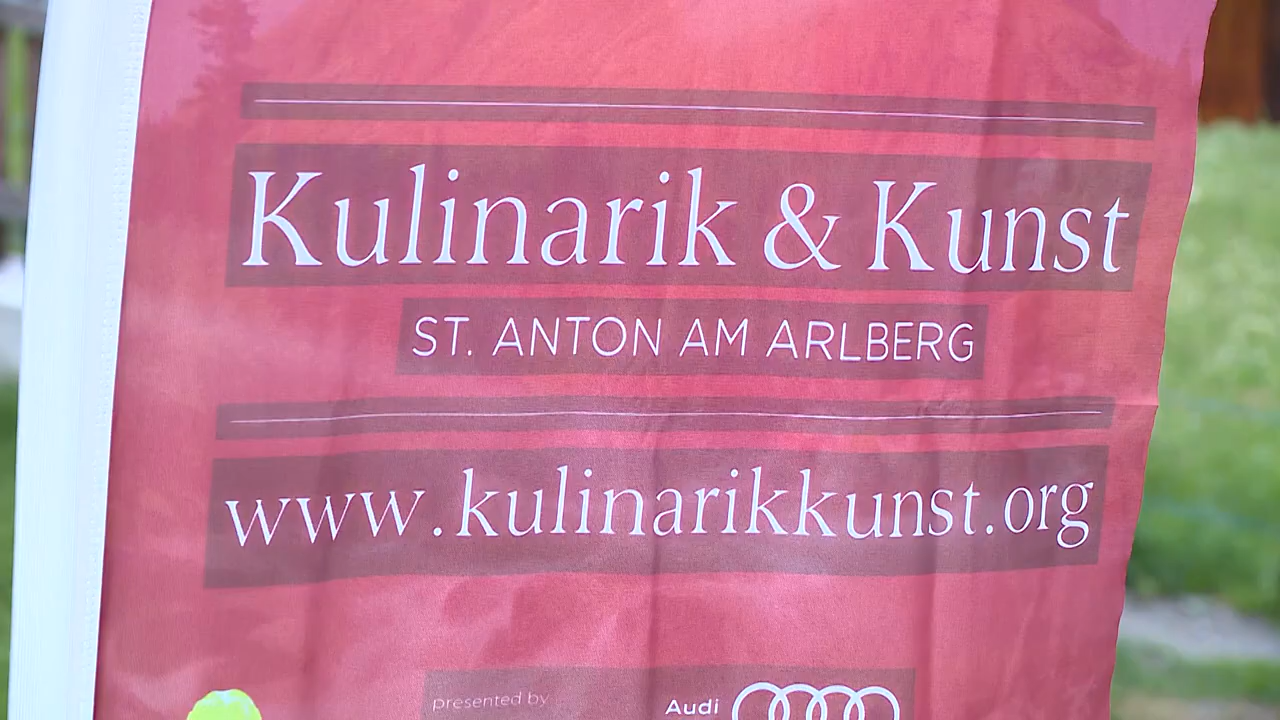 Kulinarik & Kunst
ST. ANTON AM ARLBERG
www.kulinarikkunst.org
presented by Audi